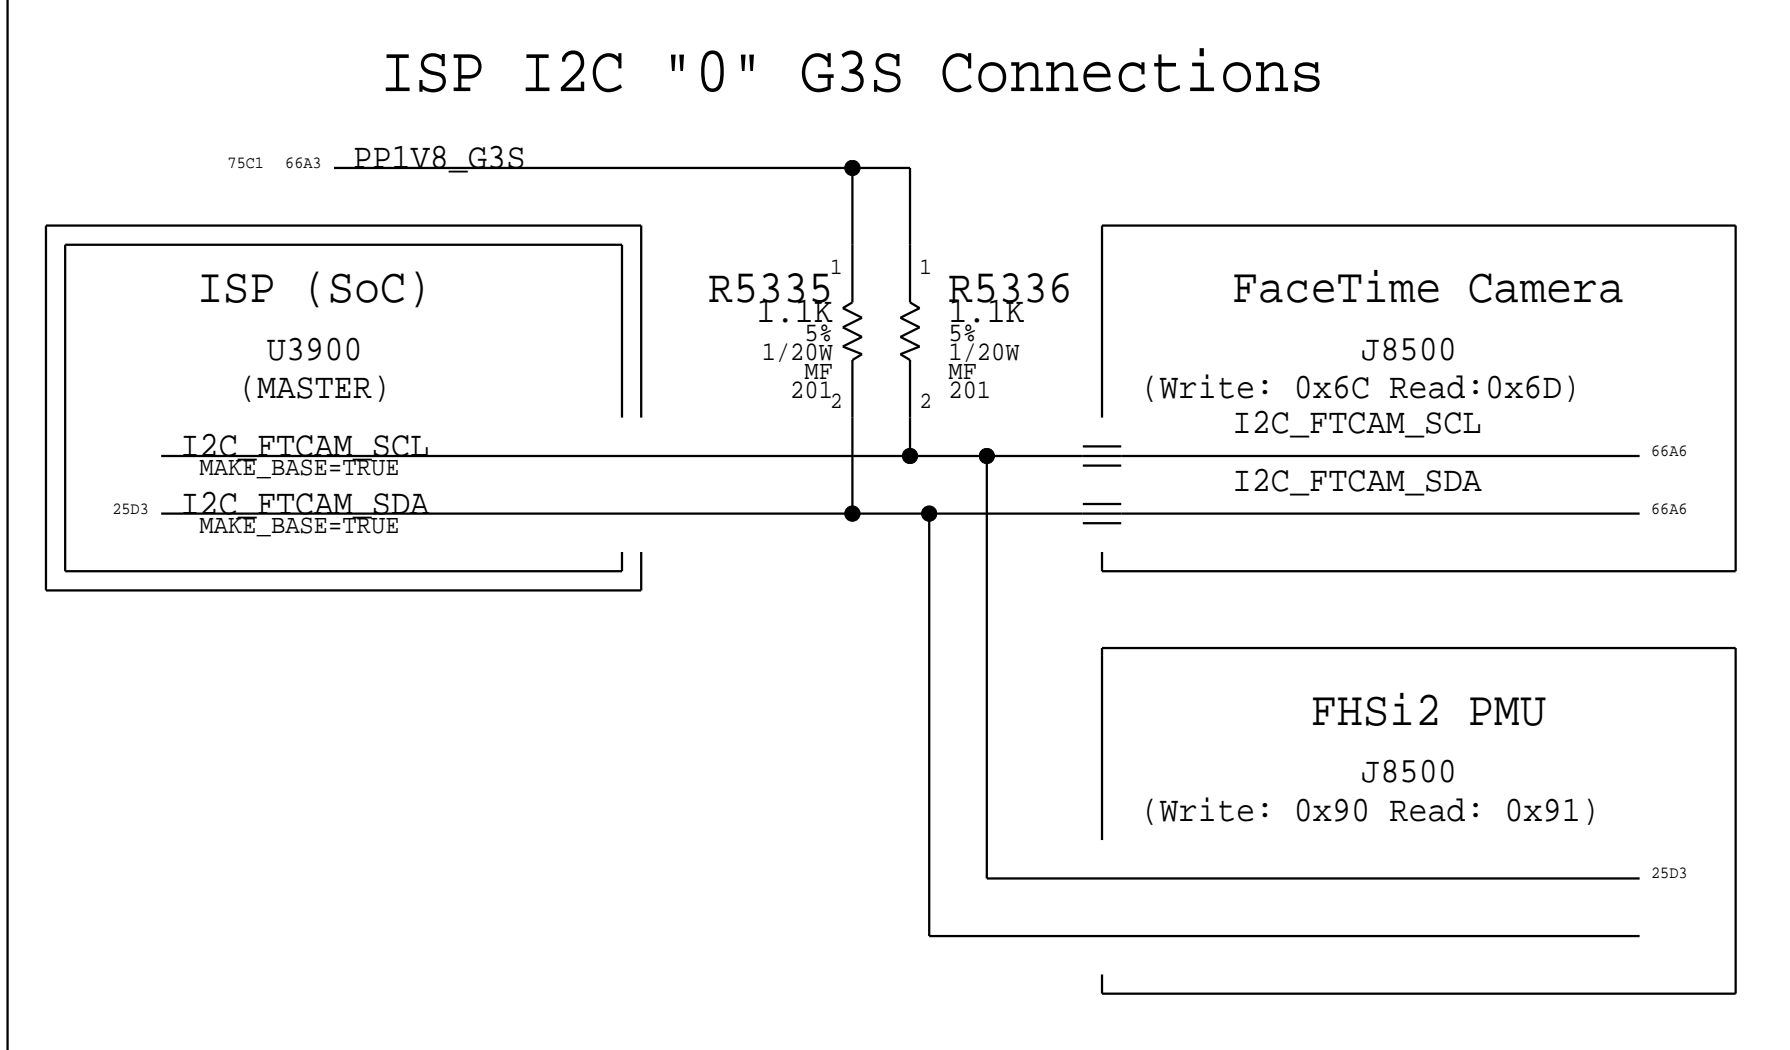 ISP I2C "0" G3S Connections
75C1 66A3 PP1V8_G3S
ISP (SoC)
U3900
(MASTER)
I2C_FTCAM_SCL
MAKE_BASE=TRUE
25D3 I2C_FTCAM_SDA
MAKE_BASE=TRUE
1
R5335
1.1K
5%
1/20W
MF
201
2
1
R5336
1.1K
5%
1/20W
MF
201
2
FaceTime Camera
J8500
(Write: 0x6C Read:0x6D)
I2C_FTCAM_SCL
66A6
I2C_FTCAM_SDA
66A6
FHSi2 PMU
J8500
(Write: 0x90 Read: 0x91)
25D3